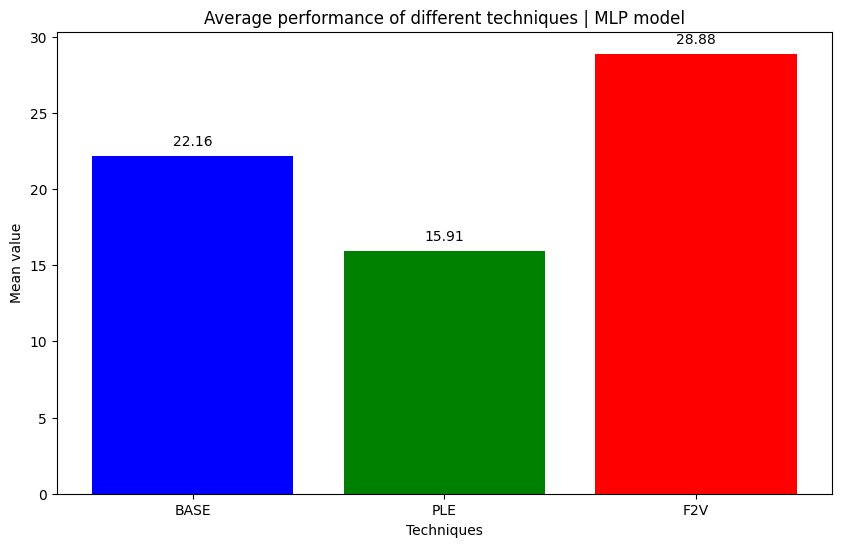 Average performance of different techniques | MLP model
30
25
20
15
10
5
0
Mean value
22.16
15.91
28.88
BASE
PLE
F2V
Techniques